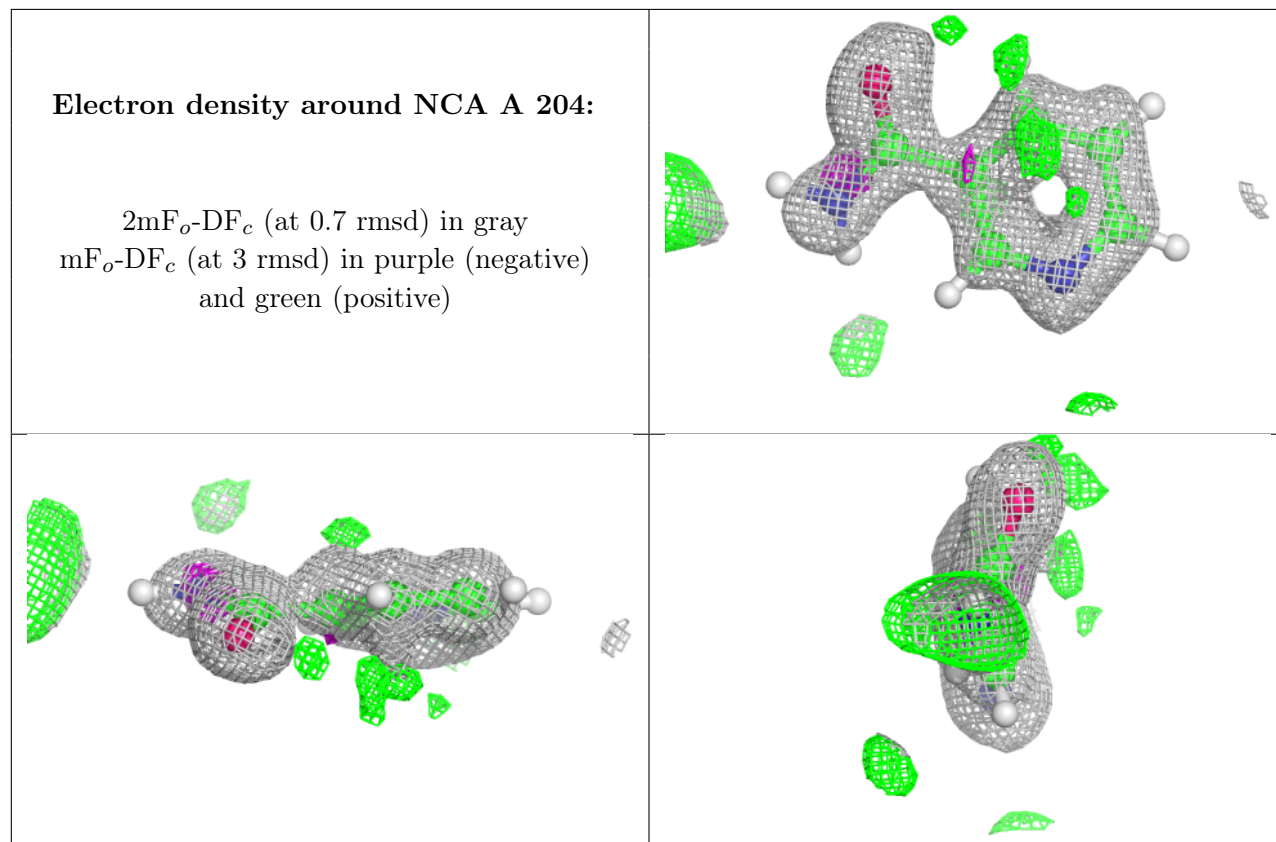 Electron density around NCA A 204:
2mFₒ-DF𝒸 (at 0.7 rmsd) in gray
mFₒ-DF𝒸 (at 3 rmsd) in purple (negative)
and green (positive)